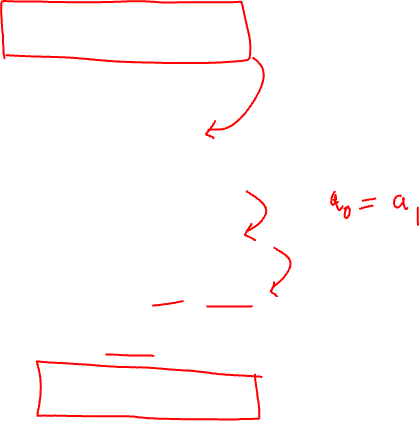 a₀ = a₁